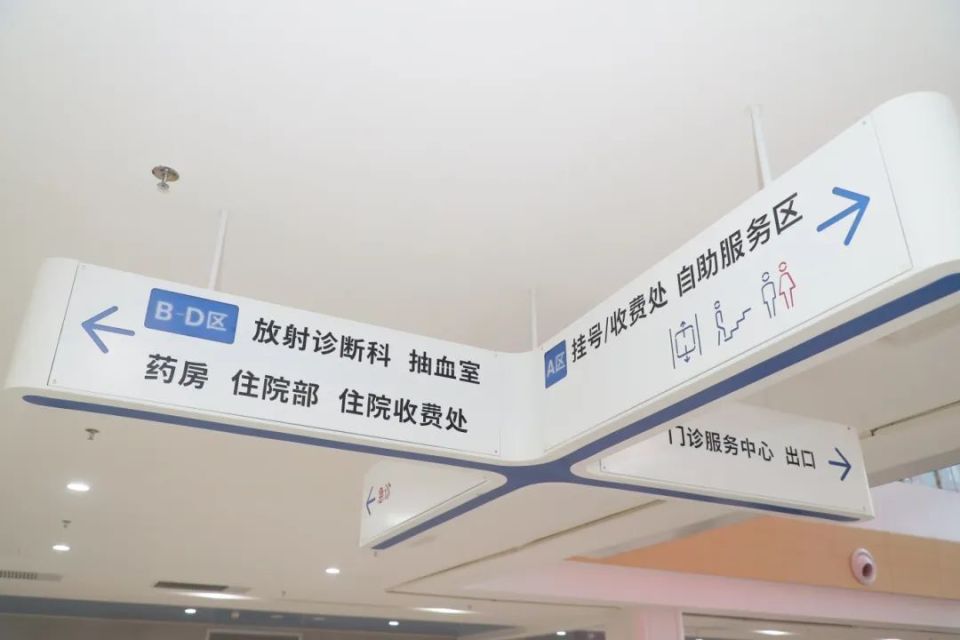 B-D区 放射诊断科 抽血室
药房 住院部 住院收费处
A区 挂号/收费处 自助服务区
急诊
门诊服务中心 出口